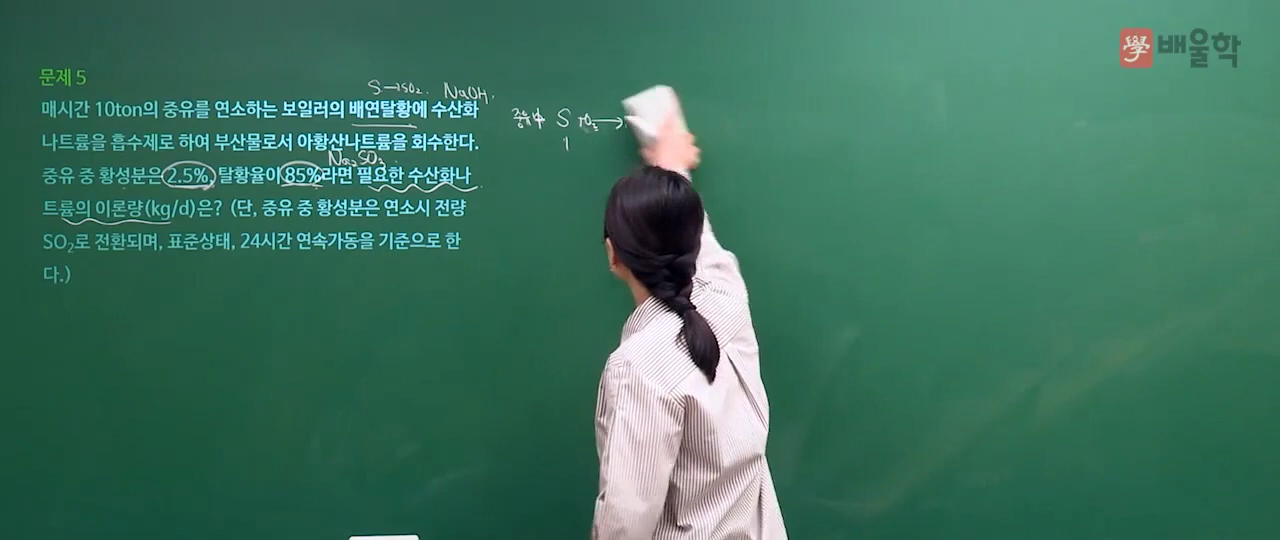 學 배울학
문제 5
S→SO2. NaOH.
매시간 10ton의 중유를 연소하는 보일러의 배연탈황에 수산화
나트륨을 흡수제로 하여 부산물로서 아황산나트륨을 회수한다.
Na2SO3.
중유 중 황성분은 2.5%, 탈황율이 85%라면 필요한 수산화나
트륨의 이론량(kg/d)은? (단, 중유 중 황성분은 연소시 전량
SO2로 전환되며, 표준상태, 24시간 연속가동을 기준으로 한
다.)
중유中 S +O2→
1